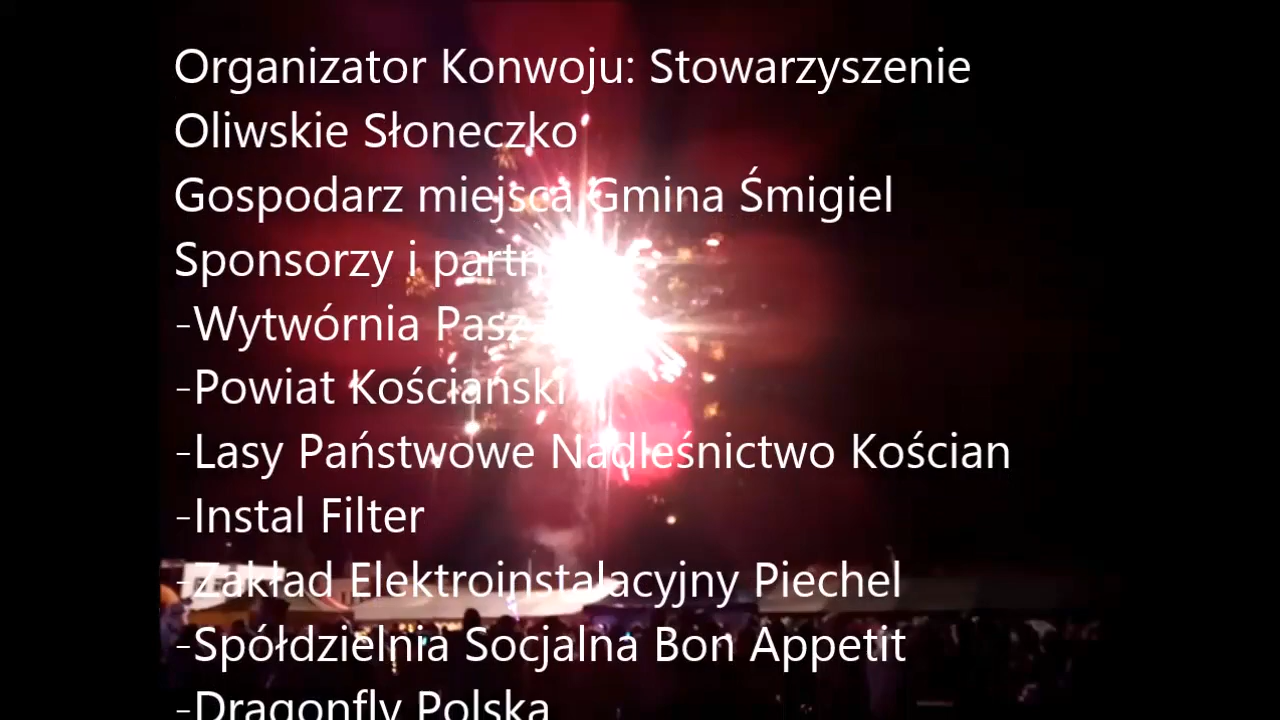 Organizator Konwoju: Stowarzyszenie
Oliwskie Słoneczko
Gospodarz miejsca Gmina Śmigiel
Sponsorzy i
-Wytwórnia Pasz
-Powiat Kościański
-Lasy Państwowe Nadleśnictwo Kościan
-Instal Filter
-Zakład Elektroinstalacyjny Piechel
-Spółdzielnia Socjalna Bon Appetit
-Dragonfly Polska